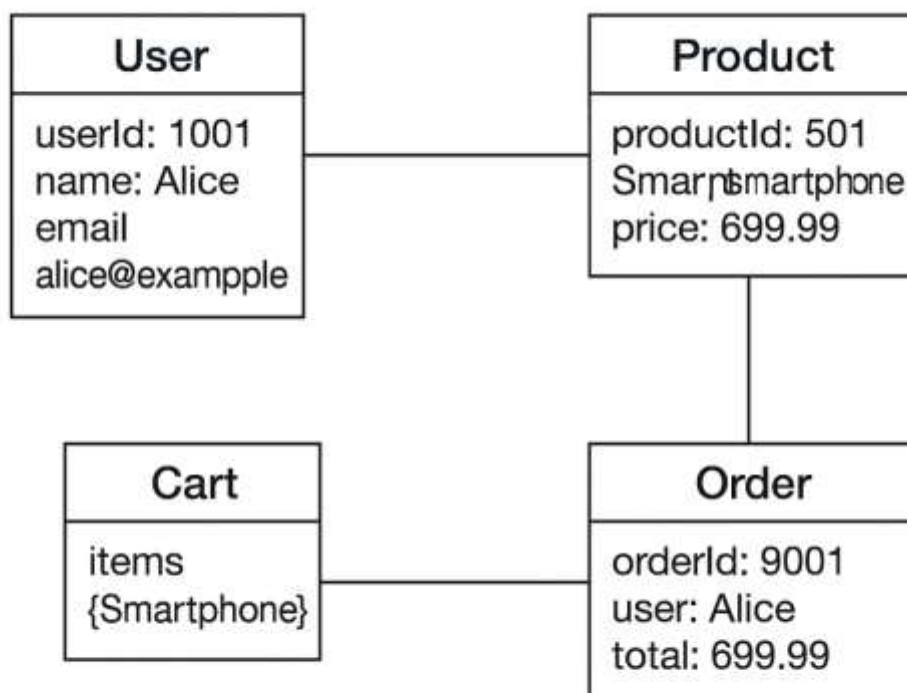 User
userId: 1001
name: Alice
email
alice@exampple
Product
productId: 501
smartphone
price: 699.99
Cart
items
{Smartphone}
Order
orderId: 9001
user: Alice
total: 699.99